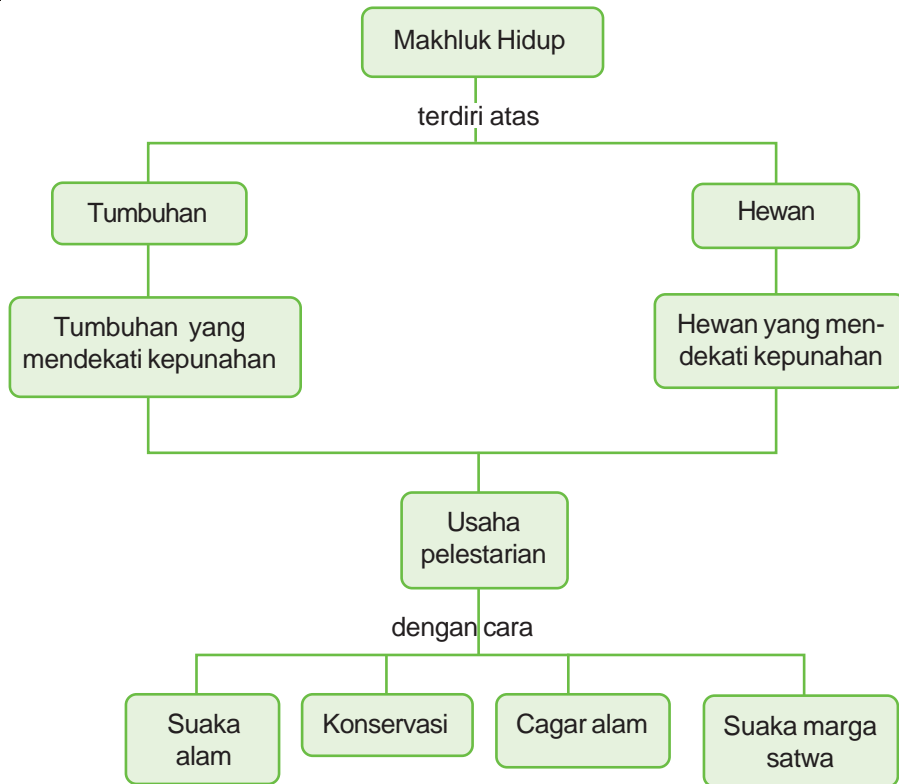 Makhluk Hidup
terdiri atas
Tumbuhan
Hewan
Tumbuhan yang
mendekati kepunahan
Hewan yang men-
dekati kepunahan
Usaha
pelestarian
dengan cara
Suaka
alam
Konservasi
Cagar alam
Suaka marga
satwa